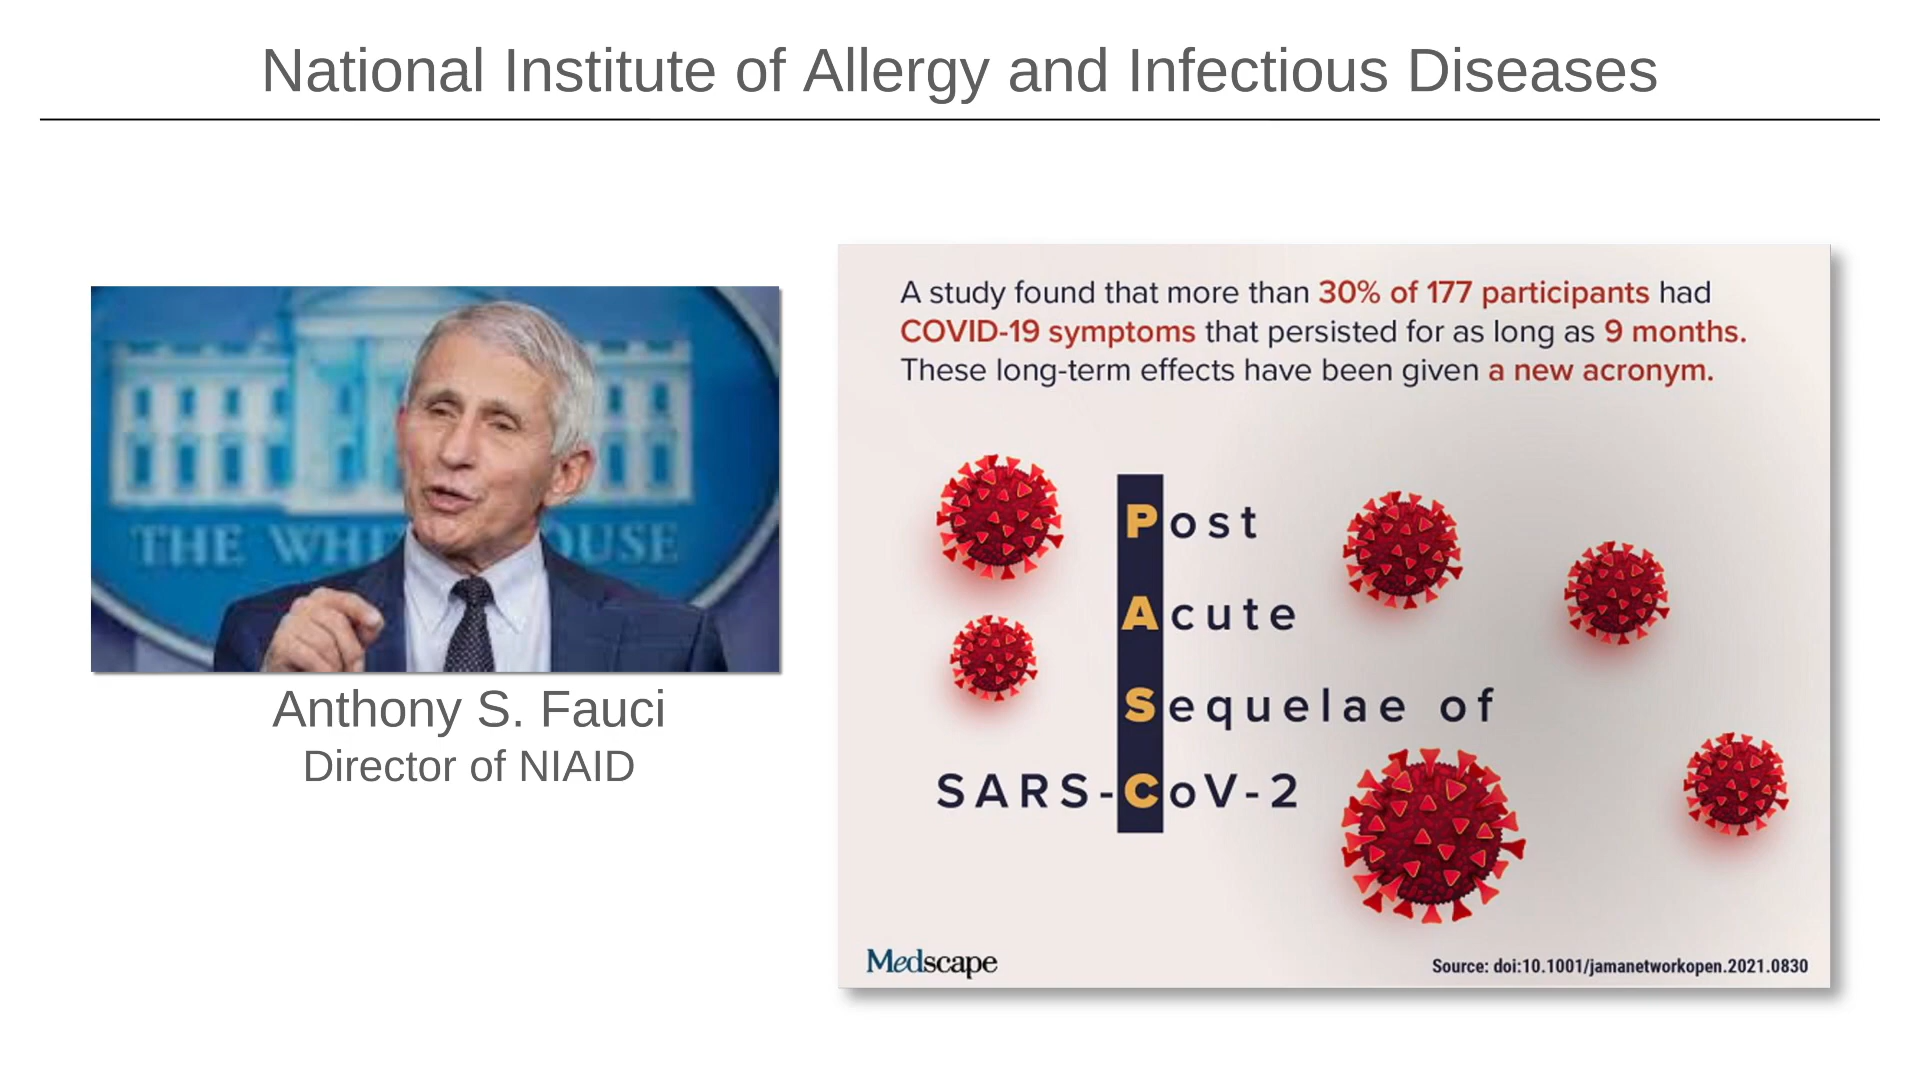 National Institute of Allergy and Infectious Diseases
THE WH OUSE
Anthony S. Fauci
Director of NIAID
A study found that more than 30% of 177 participants had
COVID-19 symptoms that persisted for as long as 9 months.
These long-term effects have been given a new acronym.
Post
Acute
Sequelae of
SARS-CoV-2
Medscape
Source: doi:10.1001/jamanetworkopen.2021.0830